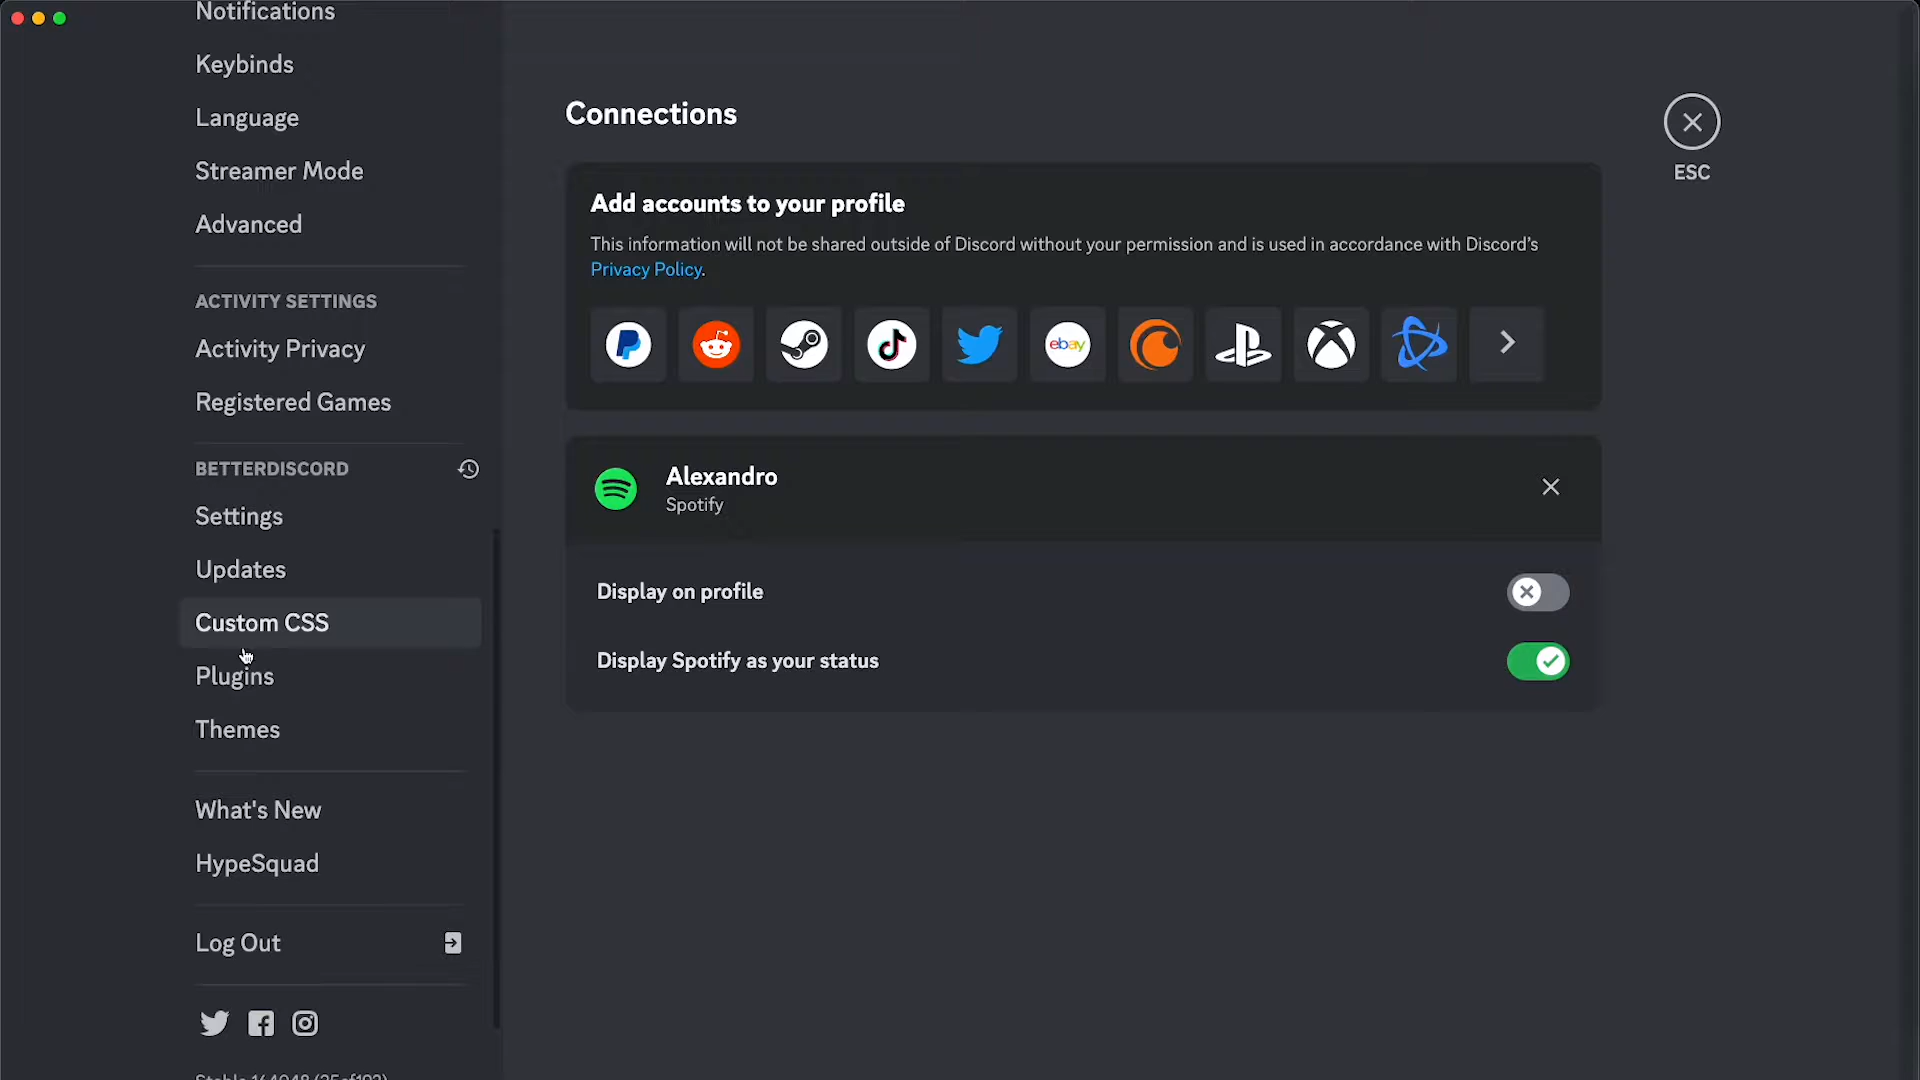 Notifications
Keybinds
Language
Streamer Mode
Advanced
ACTIVITY SETTINGS
Activity Privacy
Registered Games
BETTERDISCORD
Settings
Updates
Custom CSS
Plugins
Themes
What's New
HypeSquad
Log Out
Connections
ESC
Add accounts to your profile
This information will not be shared outside of Discord without your permission and is used in accordance with Discord's
Privacy Policy.
ebay
Alexandro
Spotify
Display on profile
Display Spotify as your status